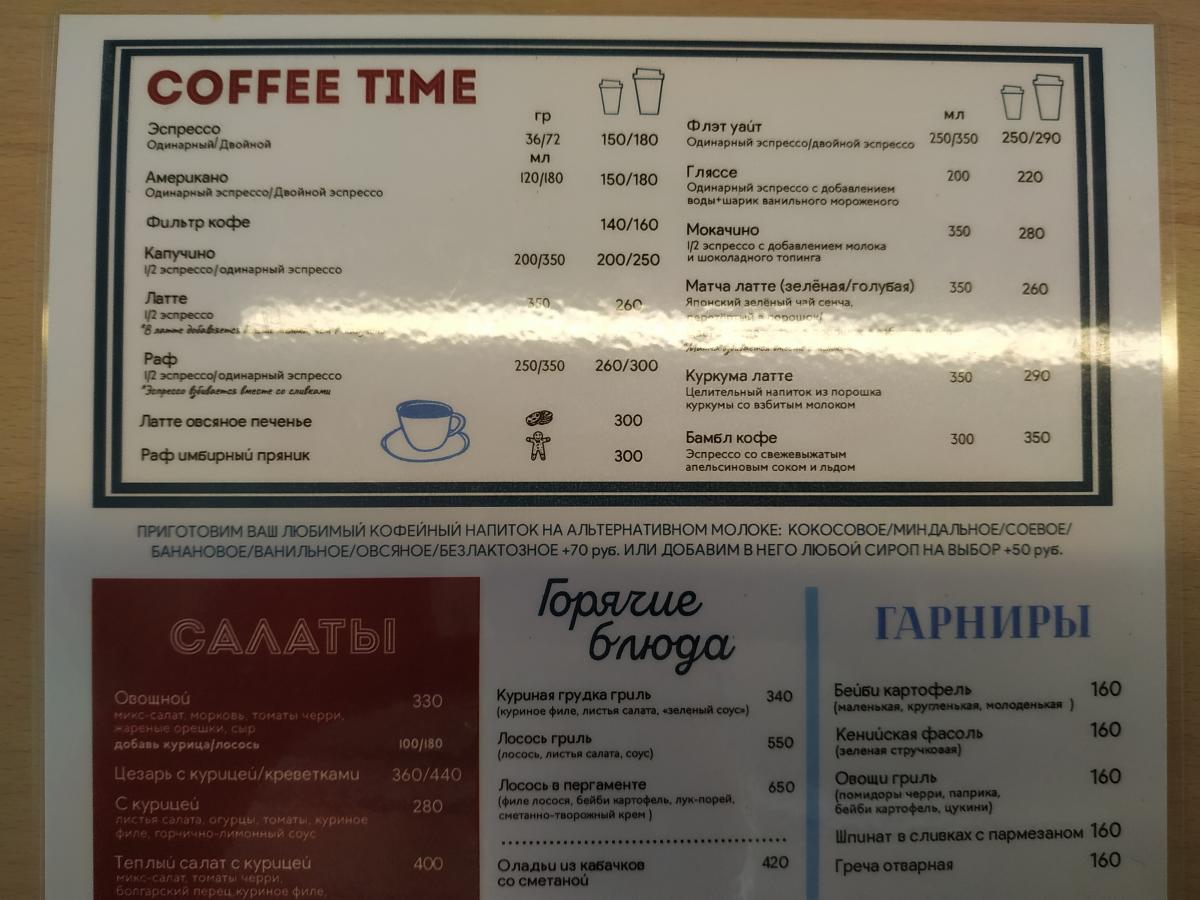 COFFEE TIME
гр
Эспрессо 36/72 150/180
Одинарный/Двойной
мл
Американо 120/180 150/180
Одинарный эспрессо/Двойной эспрессо
Фильтр кофе 140/160
Капучино 200/350 200/250
1/2 эспрессо/одинарный эспрессо
Латте 350 260
1/2 эспрессо
*В латте добавляется
Раф 250/350 260/300
1/2 эспрессо/одинарный эспрессо
*Эспрессо взбивается вместе со сливками
Латте овсяное печенье 300
Раф имбирный пряник 300
мл
Флэт уайт 250/350 250/290
Одинарный эспрессо/двойной эспрессо
Гляссе 200 220
Одинарный эспрессо с добавлением
воды+шарик ванильного мороженого
Мокачино 350 280
1/2 эспрессо с добавлением молока
и шоколадного топинга
Матча латте (зелёная/голубая) 350 260
Японский зелёный чай сенча,
перетёртый в порошок/
*Матча взбивается вместе с
Куркума латте 350 290
Целительный напиток из порошка
куркумы со взбитым молоком
Бамбл кофе 300 350
Эспрессо со свежевыжатым
апельсиновым соком и льдом
ПРИГОТОВИМ ВАШ ЛЮБИМЫЙ КОФЕЙНЫЙ НАПИТОК НА АЛЬТЕРНАТИВНОМ МОЛОКЕ: КОКОСОВОЕ/МИНДАЛЬНОЕ/СОЕВОЕ/
БАНАНОВОЕ/ВАНИЛЬНОЕ/ОВСЯНОЕ/БЕЗЛАКТОЗНОЕ +70 руб. ИЛИ ДОБАВИМ В НЕГО ЛЮБОЙ СИРОП НА ВЫБОР +50 руб.
САЛАТЫ
Овощной 330
микс-салат, морковь, томаты черри,
жареные орешки, сыр
добавь курица/лосось 100/180
Цезарь с курицей/креветками 360/440
С курицей 280
листья салата, огурцы, томаты, куриное
филе, горчично-лимонный соус
Теплый салат с курицей 400
микс-салат, томаты черри,
болгарский перец,куриное филе,
Горячие
блюда
Куриная грудка гриль 340
(куриное филе, листья салата, «зеленый соус»)
Лосось гриль 550
(лосось, листья салата, соус)
Лосось в пергаменте 650
(филе лосося, бейби картофель, лук-порей,
сметанно-творожный крем )
Оладьи из кабачков 420
со сметаной
ГАРНИРЫ
Бейби картофель 160
(маленькая, кругленькая, молоденькая )
Кенийская фасоль 160
(зеленая стручковая)
Овощи гриль 160
(помидоры черри, паприка,
бейби картофель, цукини)
Шпинат в сливках с пармезаном 160
Греча отварная 160